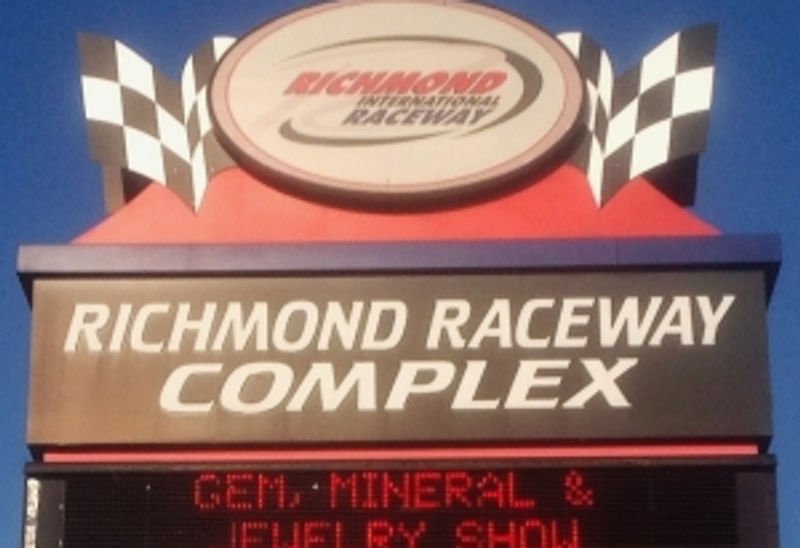 RICHMOND
INTERNATIONAL
RACEWAY
RICHMOND RACEWAY
COMPLEX
GEM, MINERAL &
JEWELRY SHOW